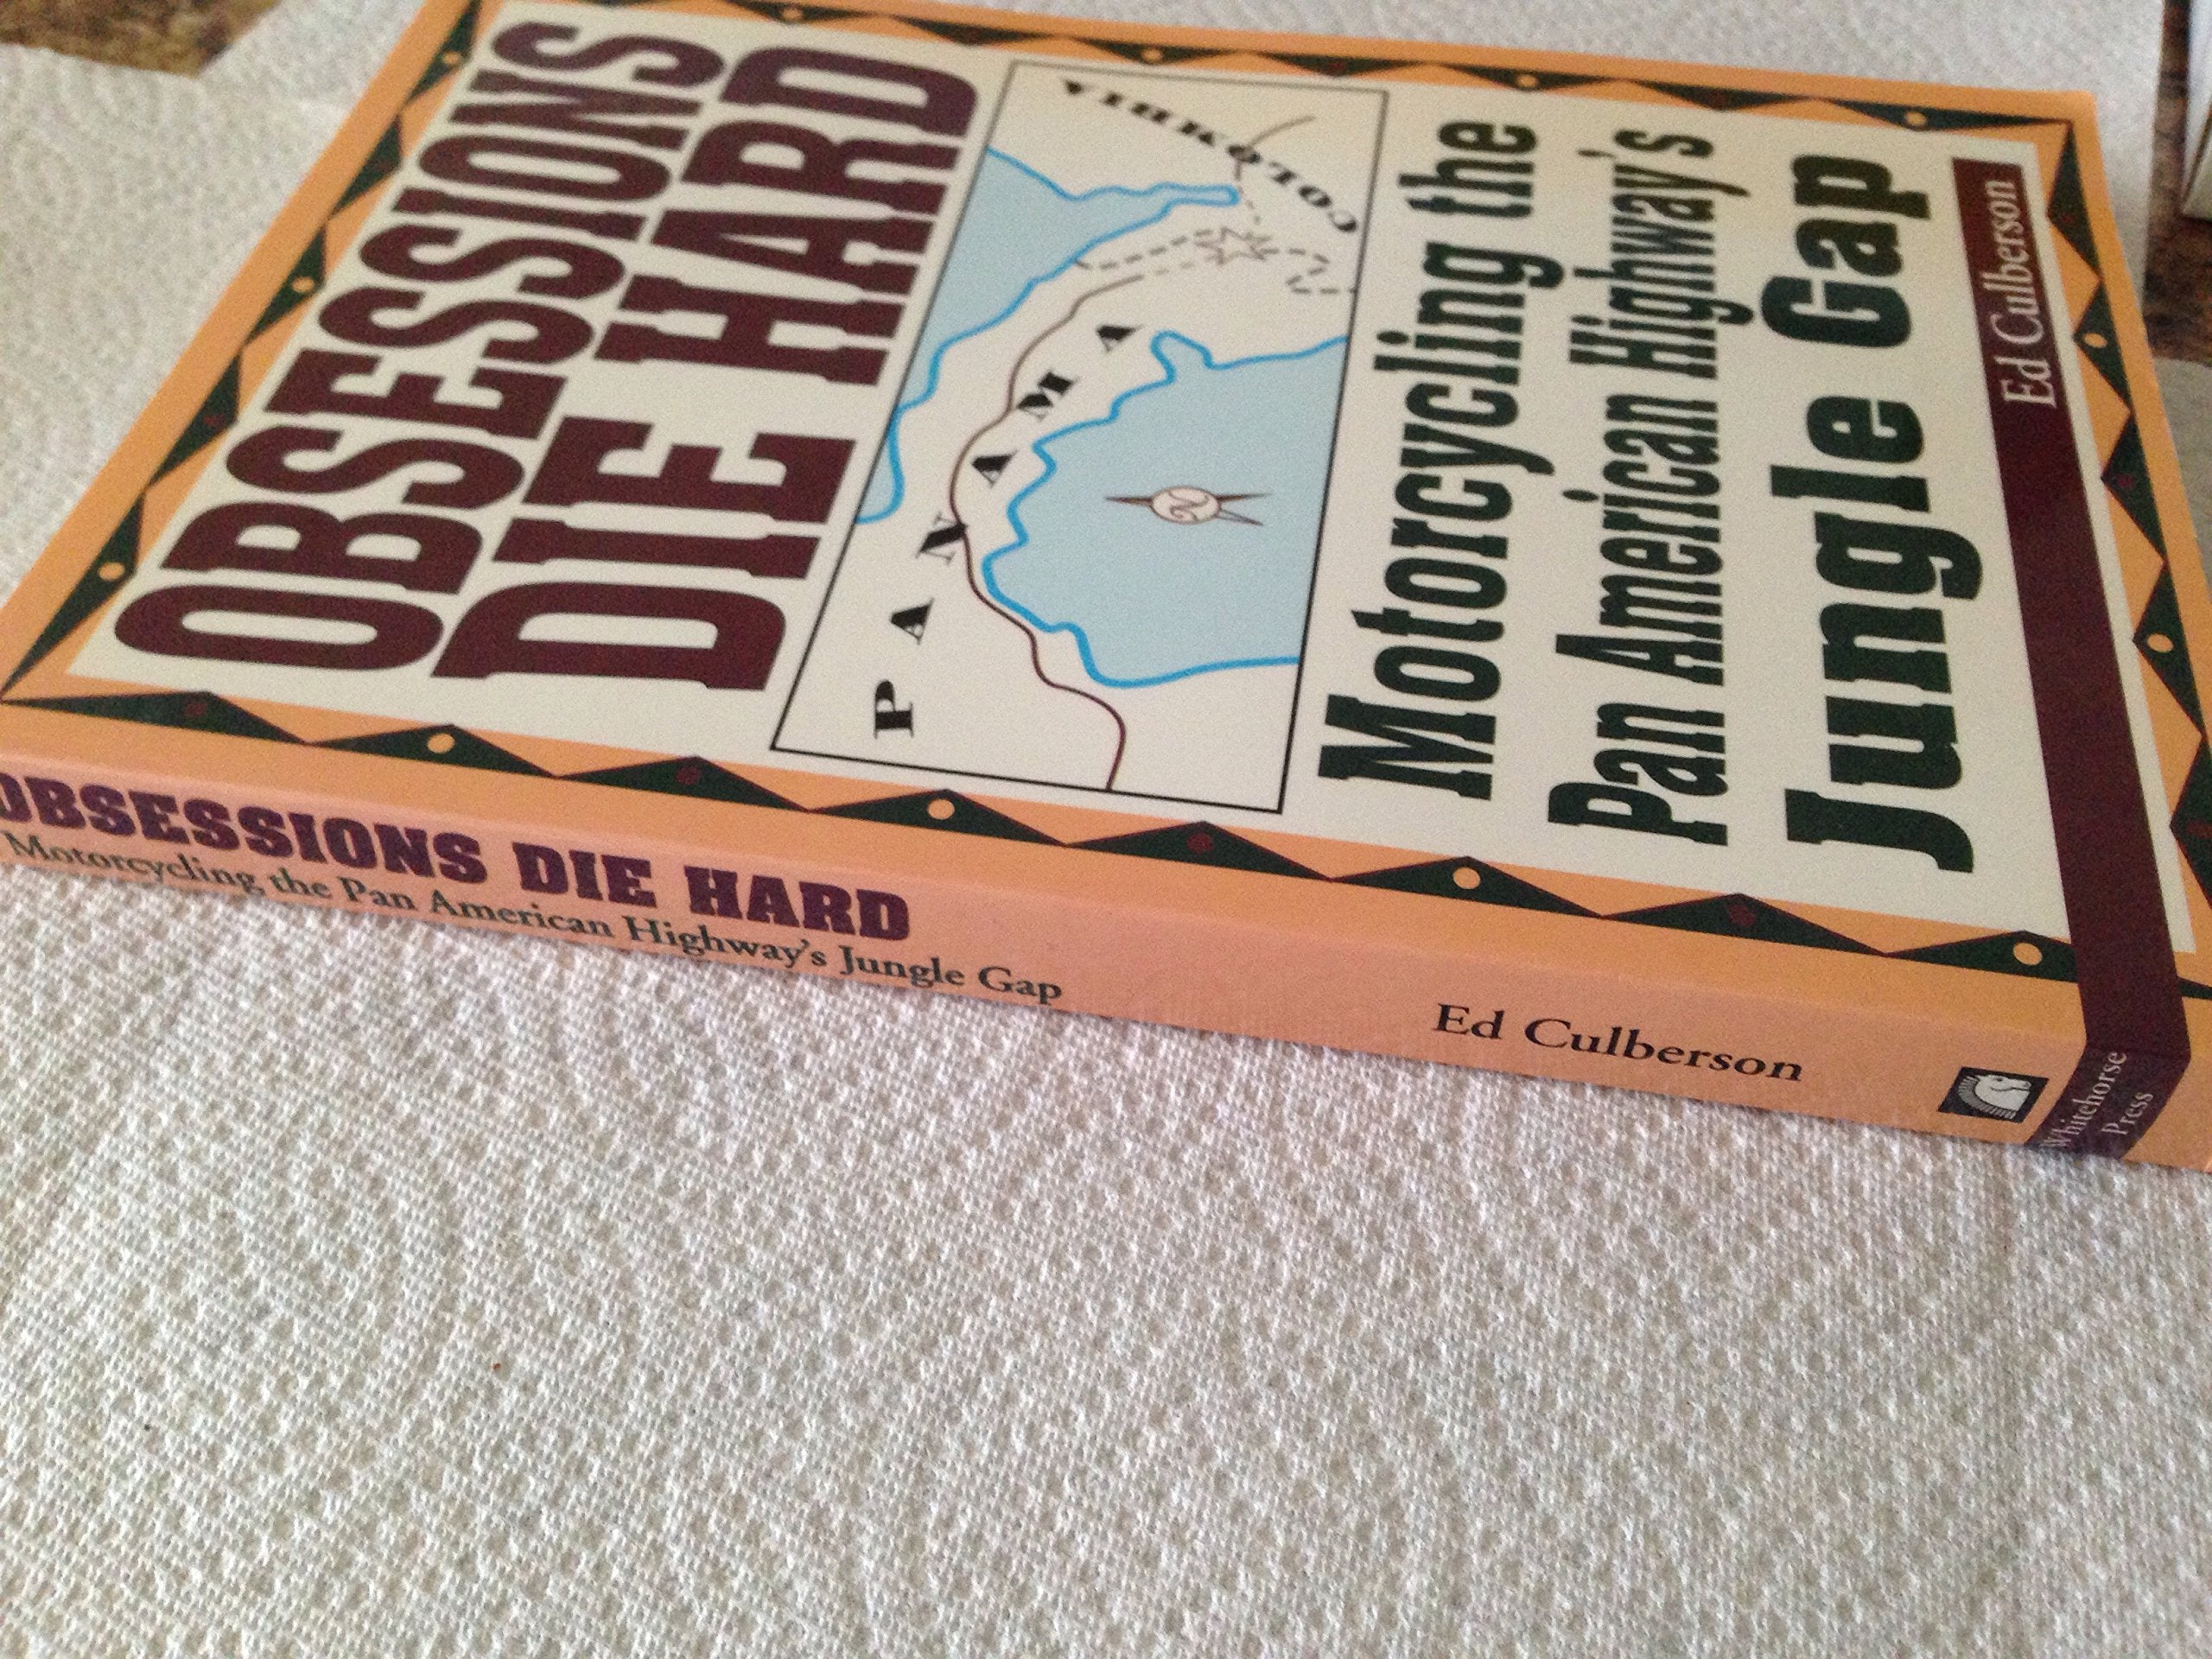 OBSESSIONS
DIE HARD
PANAMA
COLOMBIA
N
Motorcycling the
Pan American Highway's
Jungle Gap
Ed Culberson
OBSESSIONS DIE HARD
Motorcycling the Pan American Highway's Jungle Gap
Ed Culberson
Whitehorse
Press